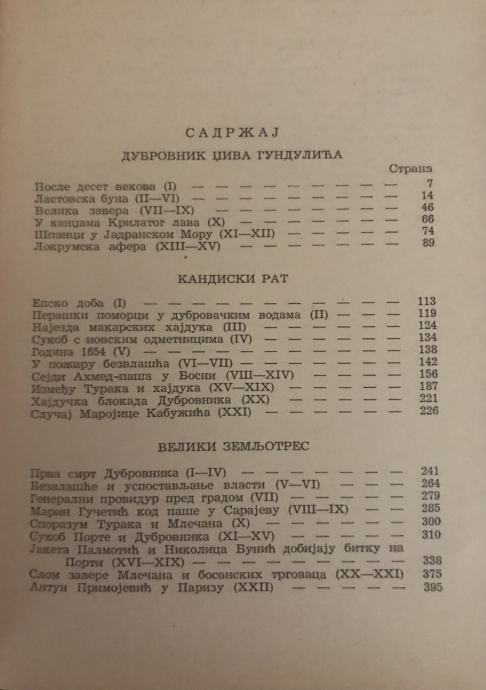 САДРЖАЈ
ДУБРОВНИК ЏИВА ГУНДУЛИЋА
Страна
После десет векова (I) — — — — — — — — — 7
Ластовска буна (II—VI) — — — — — — — — — 14
Велика завера (VII—IX) — — — — — — — — — 46
У канџама Крилатог лава (X) — — — — — — — 66
Шпанци у Јадранском Мору (XI—XII) — — — — — 74
Локрумска афера (XIII—XV) — — — — — — — — 89
КАНДИСКИ РАТ
Епско доба (I) — — — — — — — — — — — 113
Перашки поморци у дубровачким водама (II) — — — 119
Најезда макарских хајдука (III) — — — — — — 124
Сукоб с новским одметницима (IV) — — — — — — 134
Година 1654 (V) — — — — — — — — — — 138
У пожару безвлашћа (VI—VII) — — — — — — — 142
Сејди Ахмед-паша у Босни (VIII—XIV) — — — — 156
Између Турака и хајдука (XV—XIX) — — — — — 187
Хајдучка блокада Дубровника (XX) — — — — — 221
Случај Маројице Кабужића (XXI) — — — — — — 226
ВЕЛИКИ ЗЕМЉОТРЕС
Прва смрт Дубровника (I—IV) — — — — — — — 241
Безалашће и успостављање власти (V—VI) — — — 264
Генерални провидур пред градом (VII) — — — — 279
Марин Гучетић код паше у Сарајеву (VIII—IX) — — 285
Споразум Турака и Млечана (X) — — — — — — 300
Сукоб Порте и Дубровника (XI—XV) — — — — — 310
Јакета Палмотић и Николица Бунић добијају битку на
Порти (XVI—XIX) — — — — — — — — — 338
Слом завере Млечана и босанских трговаца (XX—XXI) 375
Антун Примојевић у Паризу (XXII) — — — — — 395